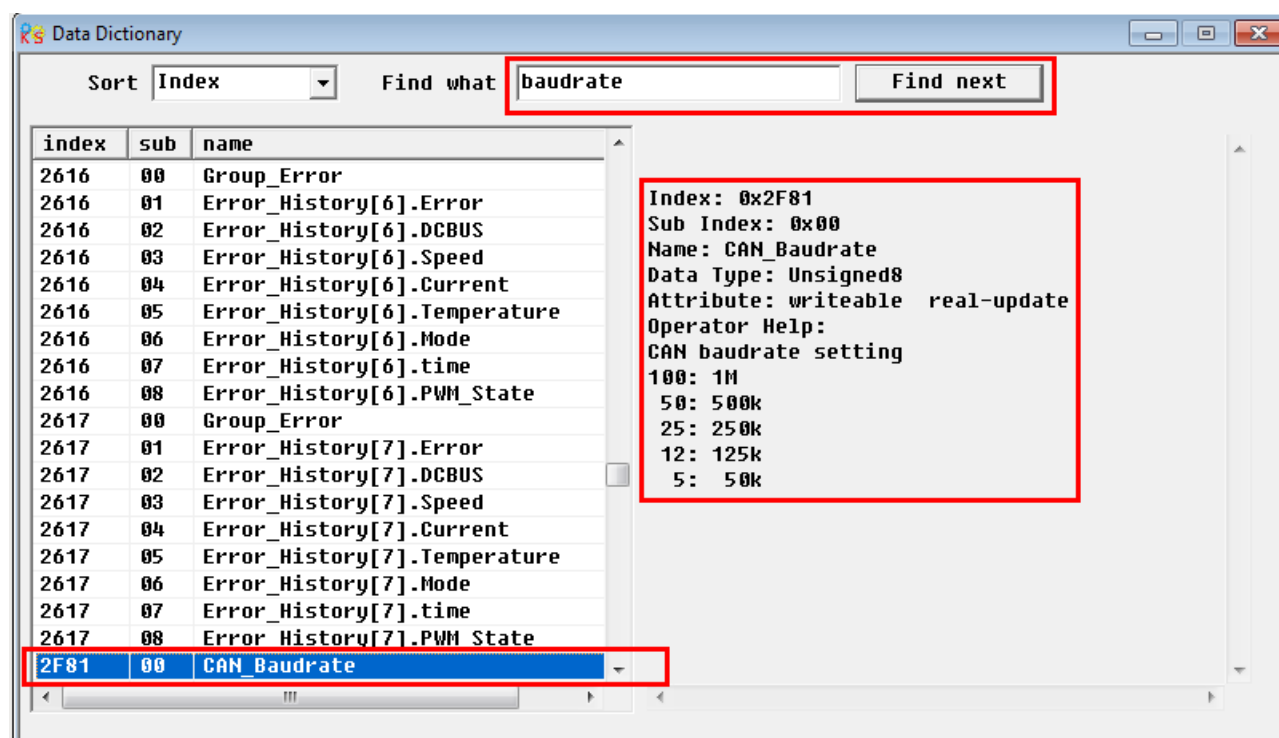 Data Dictionary
Sort Index Find what baudrate Find next
index sub name
2616 00 Group_Error
2616 01 Error_History[6].Error
2616 02 Error_History[6].DCBUS
2616 03 Error_History[6].Speed
2616 04 Error_History[6].Current
2616 05 Error_History[6].Temperature
2616 06 Error_History[6].Mode
2616 07 Error_History[6].time
2616 08 Error_History[6].PWM_State
2617 00 Group_Error
2617 01 Error_History[7].Error
2617 02 Error_History[7].DCBUS
2617 03 Error_History[7].Speed
2617 04 Error_History[7].Current
2617 05 Error_History[7].Temperature
2617 06 Error_History[7].Mode
2617 07 Error_History[7].time
2617 08 Error_History[7].PWM_State
2F81 00 CAN_Baudrate
Index: 0x2F81
Sub Index: 0x00
Name: CAN_Baudrate
Data Type: Unsigned8
Attribute: writeable  real-update
Operator Help:
CAN baudrate setting
100: 1M
50: 500k
25: 250k
12: 125k
5:  50k